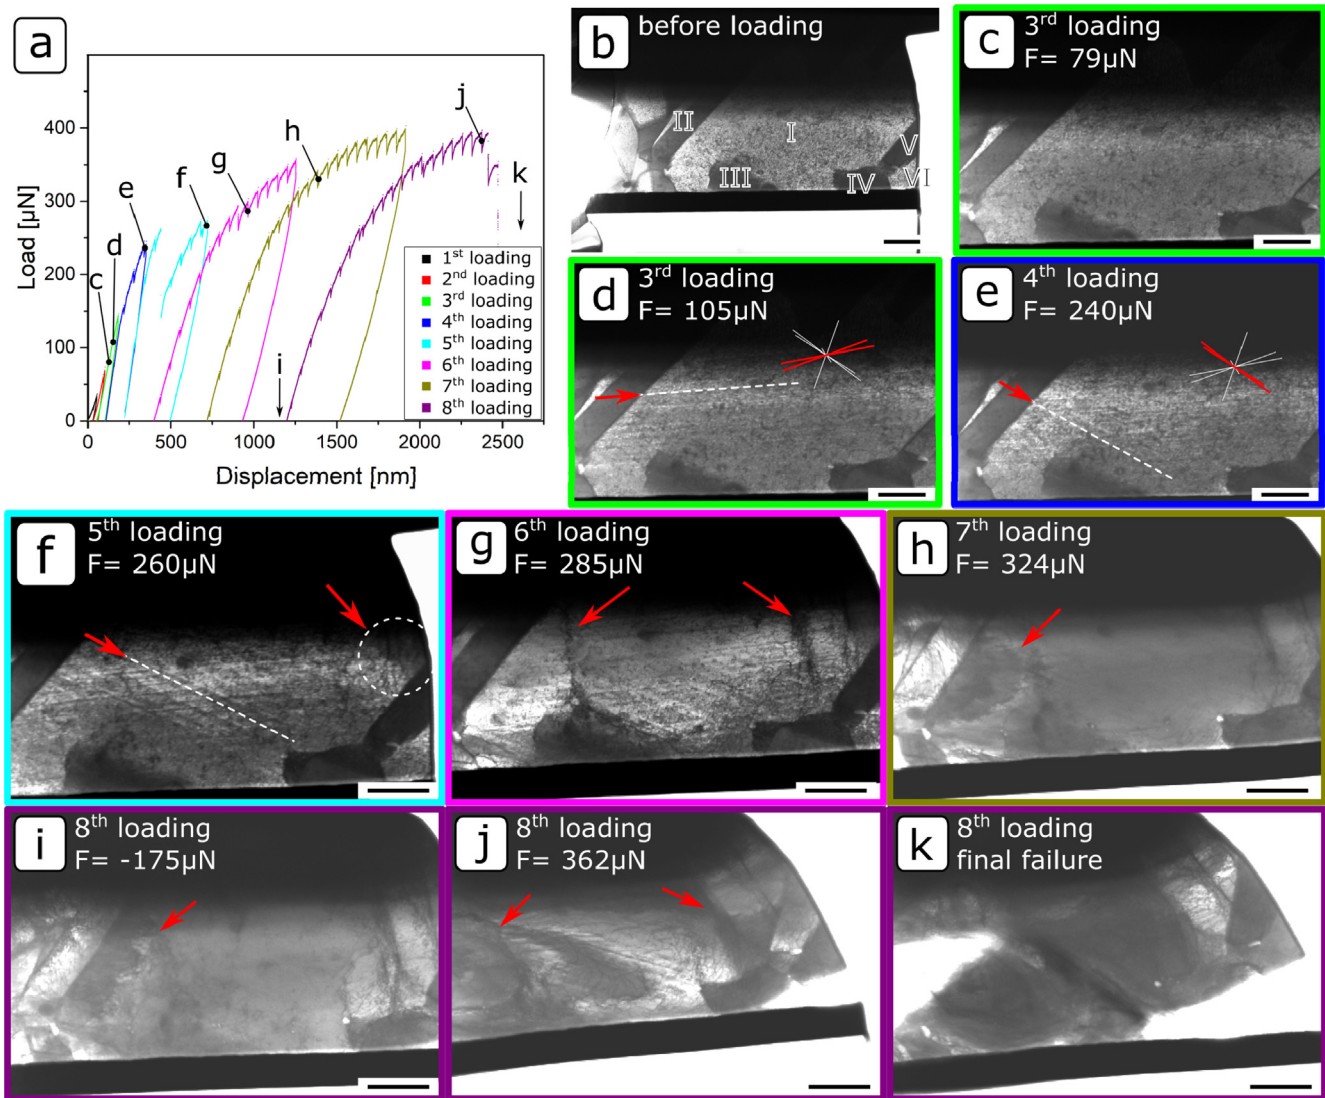 a
Load [µN]
400
300
200
100
0
0
500
1000
1500
2000
2500
Displacement [nm]
c
d
e
f
g
h
i
j
k
1st loading
2nd loading
3rd loading
4th loading
5th loading
6th loading
7th loading
8th loading
b
before loading
I
II
III
IV
V
VI
c
3rd loading
F= 79µN
d
3rd loading
F= 105µN
e
4th loading
F= 240µN
f
5th loading
F= 260µN
g
6th loading
F= 285µN
h
7th loading
F= 324µN
i
8th loading
F= -175µN
j
8th loading
F= 362µN
k
8th loading
final failure